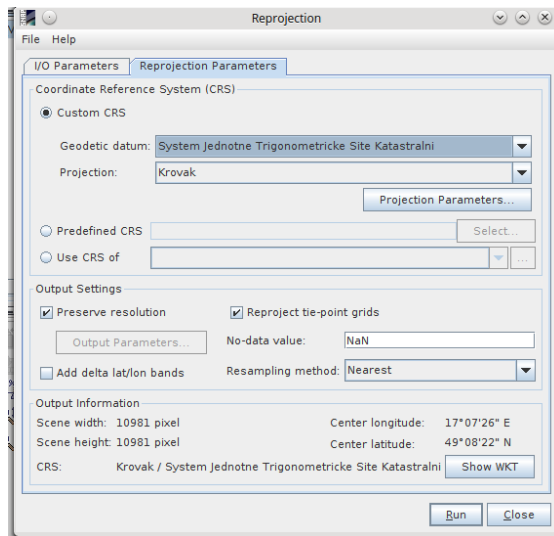 Reprojection
File Help
I/O Parameters Reprojection Parameters
Coordinate Reference System (CRS)
Custom CRS
Geodetic datum: System Jednotne Trigonometricke Site Katastralni
Projection: Krovak
Projection Parameters...
Predefined CRS Select...
Use CRS of ...
Output Settings
Preserve resolution Reproject tie-point grids
Output Parameters... No-data value: NaN
Add delta lat/lon bands Resampling method: Nearest
Output Information
Scene width: 10981 pixel Center longitude: 17°07'26" E
Scene height: 10981 pixel Center latitude: 49°08'22" N
CRS: Krovak / System Jednotne Trigonometricke Site Katastralni Show WKT
Run Close